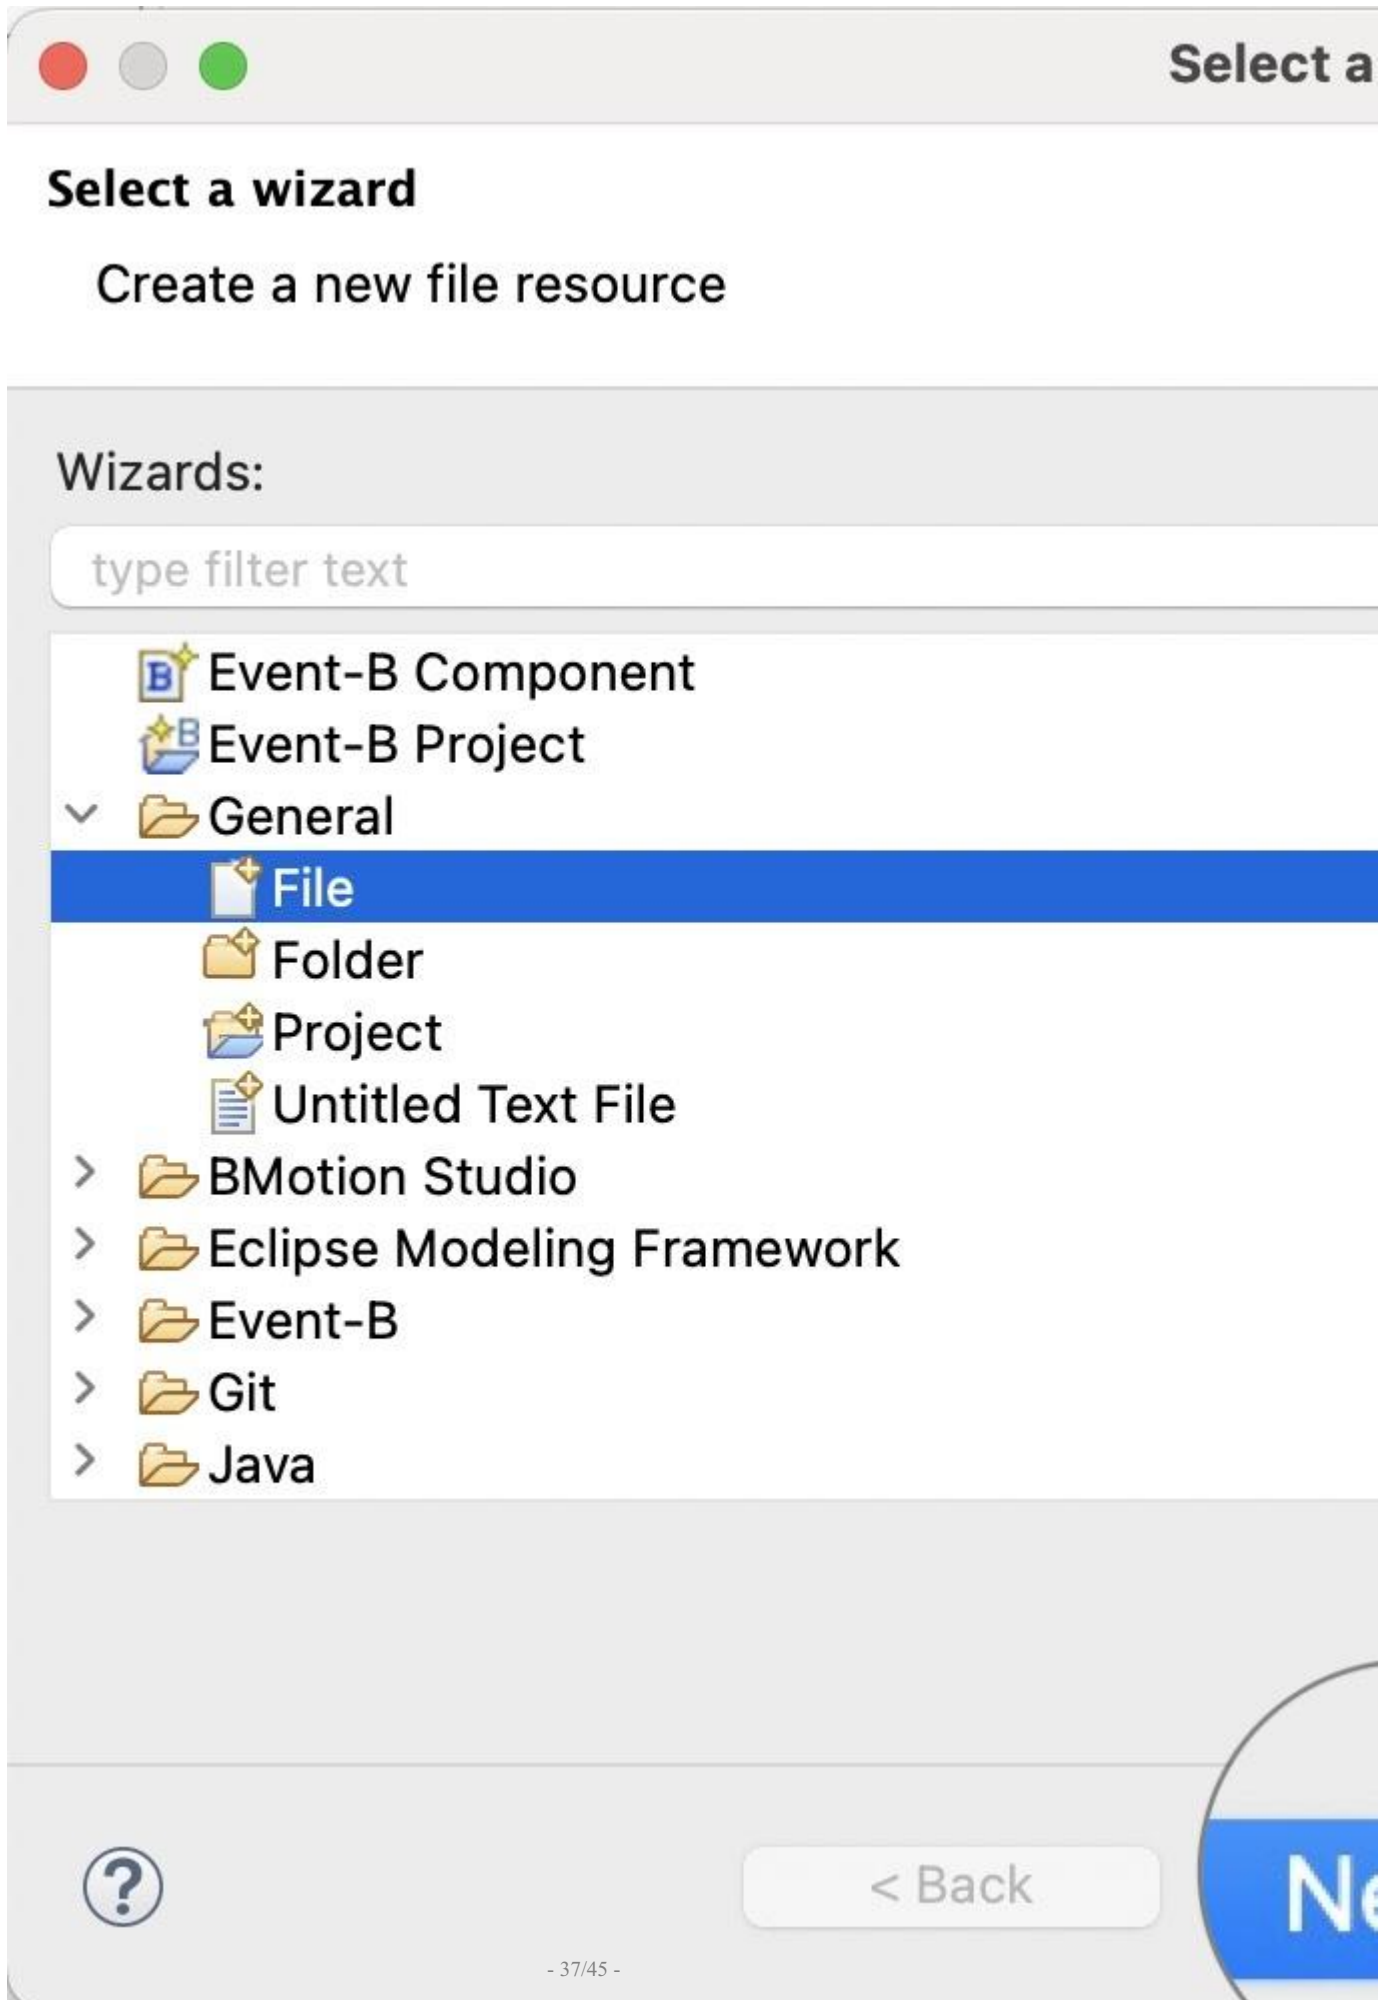 Select a
Select a wizard
Create a new file resource
Wizards:
type filter text
Event-B Component
Event-B Project
General
File
Folder
Project
Untitled Text File
BMotion Studio
Eclipse Modeling Framework
Event-B
Git
Java
?
< Back
Ne
- 37/45 -